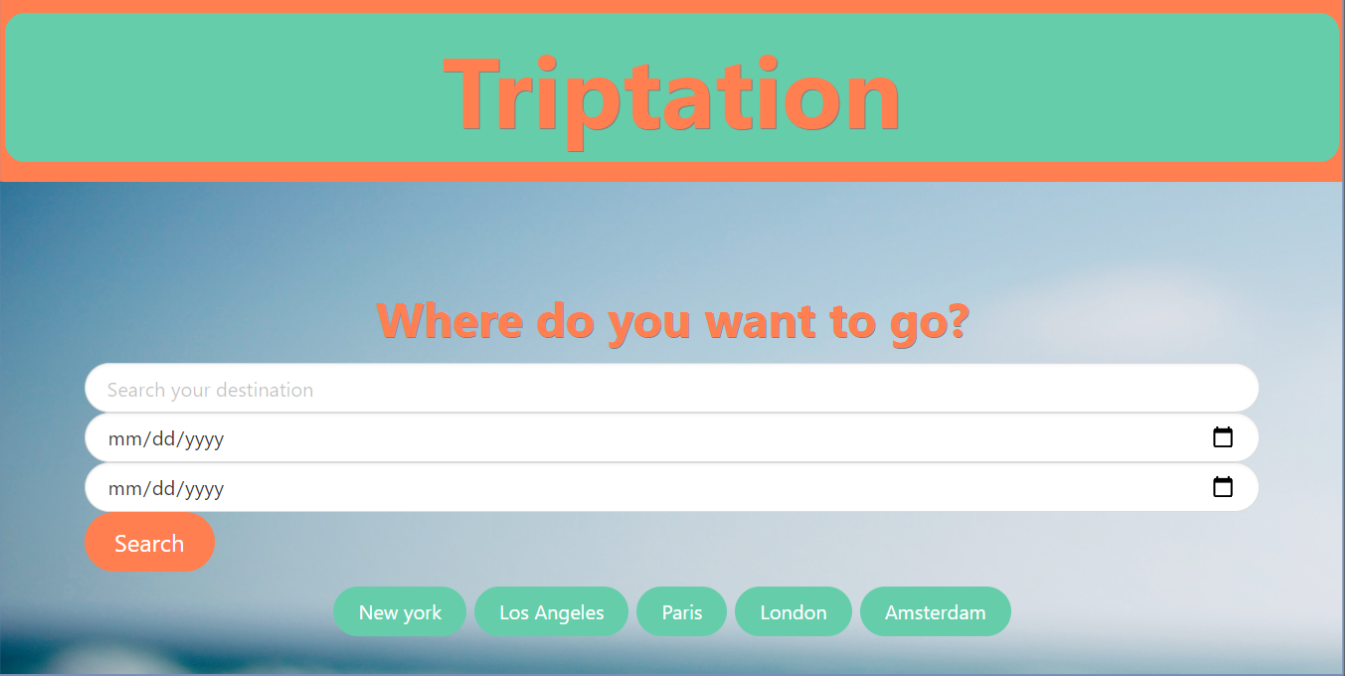 Triptation
Where do you want to go?
Search your destination
mm/dd/yyyy
mm/dd/yyyy
Search
New york Los Angeles Paris London Amsterdam